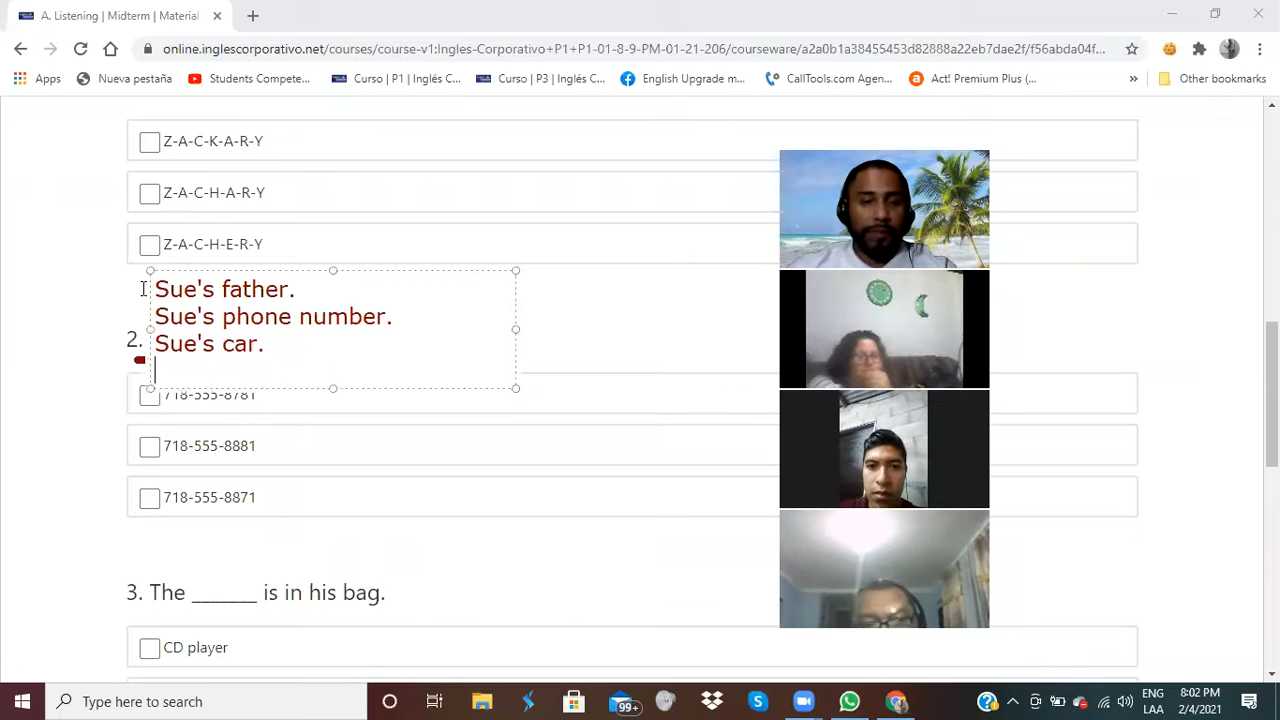 A. Listening | Midterm | Material
online.inglescorporativo.net/courses/course-v1:Ingles-Corporativo+P1+P1-01-8-9-PM-01-21-206/courseware/a2a0b1a38455453d82888a22eb7dae2f/f56abda04f...
Apps
Nueva pestaña
Students Compete...
Curso | P1 | Inglés C...
Curso | P3 | Inglés C...
English Upgrade m...
CallTools.com Agen...
Act! Premium Plus (...
»
Other bookmarks
Z-A-C-K-A-R-Y
Z-A-C-H-A-R-Y
Z-A-C-H-E-R-Y
Sue's father.
Sue's phone number.
2.
Sue's car.
718-555-8781
718-555-8881
718-555-8871
3. The _______ is in his bag.
CD player
Type here to search
99+
ENG
LAA
8:02 PM
2/4/2021